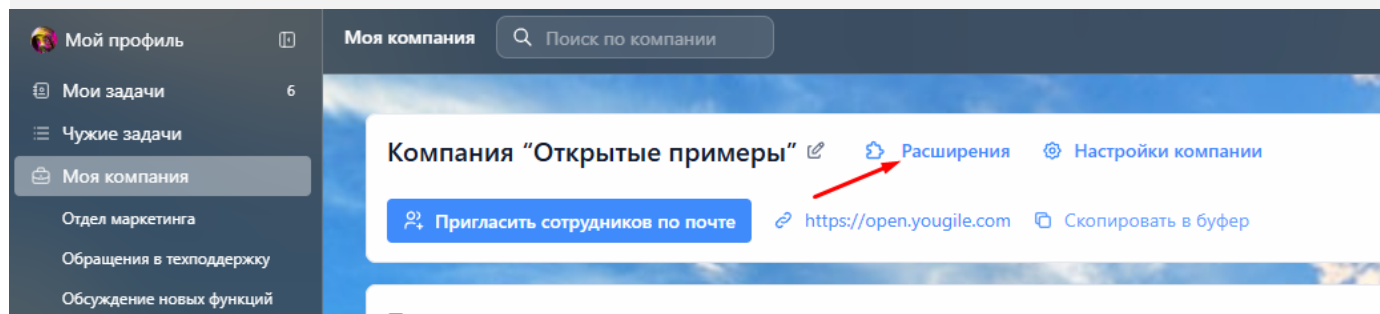 Мой профиль
Моя компания
Поиск по компании
Мои задачи 6
Чужие задачи
Моя компания
Отдел маркетинга
Обращения в техподдержку
Обсуждение новых функций
Компания “Открытые примеры”
Расширения
Настройки компании
Пригласить сотрудников по почте
https://open.yougile.com
Скопировать в буфер